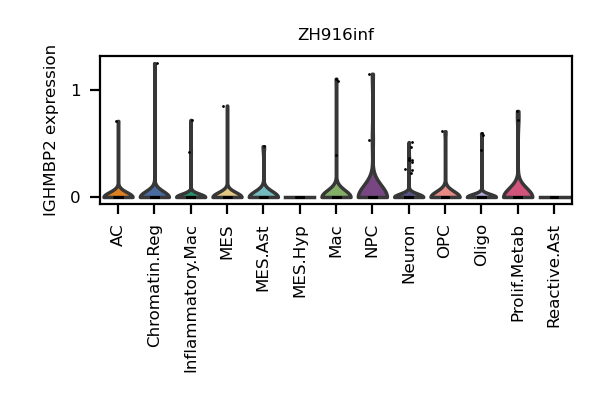 ZH916inf
IGHMBP2 expression
1
0
AC
Chromatin.Reg
Inflammatory.Mac
MES
MES.Ast
MES.Hyp
Mac
NPC
Neuron
OPC
Oligo
Prolif.Metab
Reactive.Ast